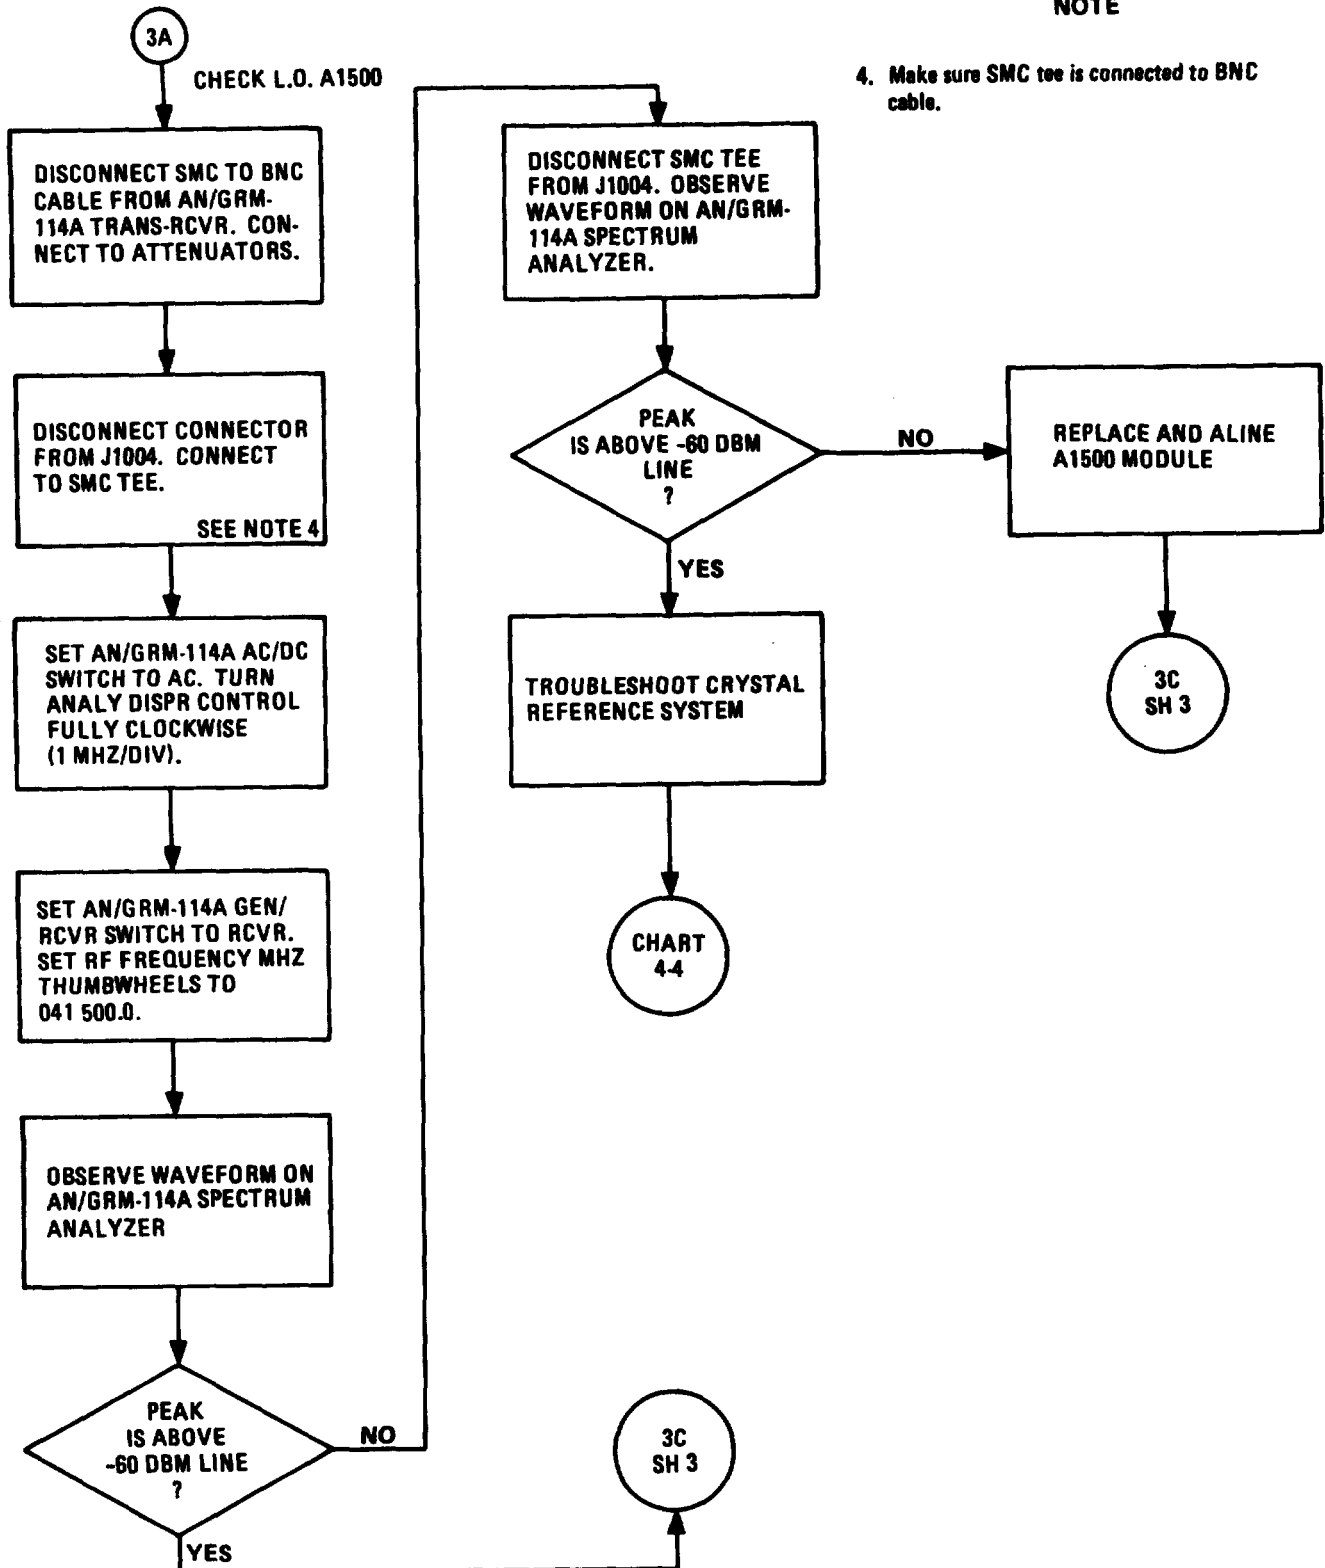 3A
CHECK L.O. A1500
DISCONNECT SMC TO BNC
CABLE FROM AN/GRM-
114A TRANS-RCVR. CON-
NECT TO ATTENUATORS.
DISCONNECT CONNECTOR
FROM J1004. CONNECT
TO SMC TEE.
SEE NOTE 4
SET AN/GRM-114A AC/DC
SWITCH TO AC. TURN
ANALY DISPR CONTROL
FULLY CLOCKWISE
(1 MHZ/DIV).
SET AN/GRM-114A GEN/
RCVR SWITCH TO RCVR.
SET RF FREQUENCY MHZ
THUMBWHEELS TO
041 500.0.
OBSERVE WAVEFORM ON
AN/GRM-114A SPECTRUM
ANALYZER
PEAK
IS ABOVE
-60 DBM LINE
?
NO
YES
DISCONNECT SMC TEE
FROM J1004. OBSERVE
WAVEFORM ON AN/GRM-
114A SPECTRUM
ANALYZER.
PEAK
IS ABOVE -60 DBM
LINE
?
NO
YES
TROUBLESHOOT CRYSTAL
REFERENCE SYSTEM
CHART
4-4
3C
SH 3
NOTE
4. Make sure SMC tee is connected to BNC
cable.
REPLACE AND ALINE
A1500 MODULE
3C
SH 3